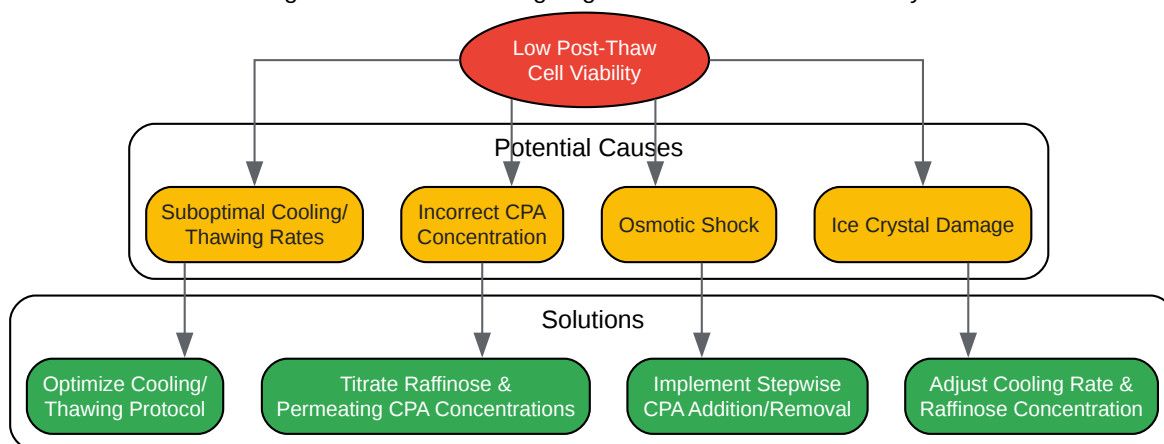 Low Post-Thaw
Cell Viability
Potential Causes
Suboptimal Cooling/
Thawing Rates
Incorrect CPA
Concentration
Osmotic Shock
Ice Crystal Damage
Solutions
Optimize Cooling/
Thawing Protocol
Titrate Raffinose &
Permeating CPA Concentrations
Implement Stepwise
CPA Addition/Removal
Adjust Cooling Rate &
Raffinose Concentration